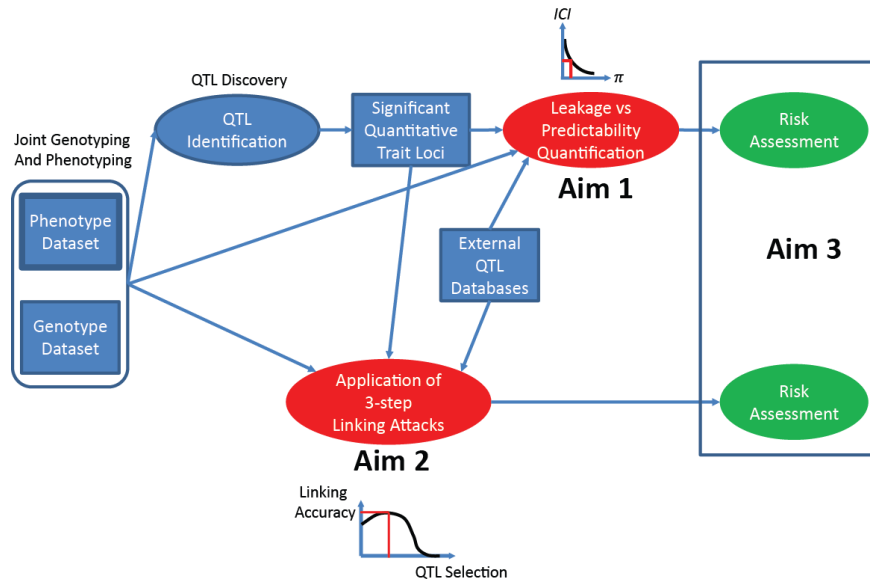 ICI
π
QTL Discovery
QTL
Identification
Significant
Quantitative
Trait Loci
Leakage vs
Predictability
Quantification
Aim 1
Risk
Assessment
Joint Genotyping
And Phenotyping
Phenotype
Dataset
Genotype
Dataset
External
QTL
Databases
Aim 3
Application of
3-step
Linking Attacks
Aim 2
Risk
Assessment
Linking
Accuracy
QTL Selection